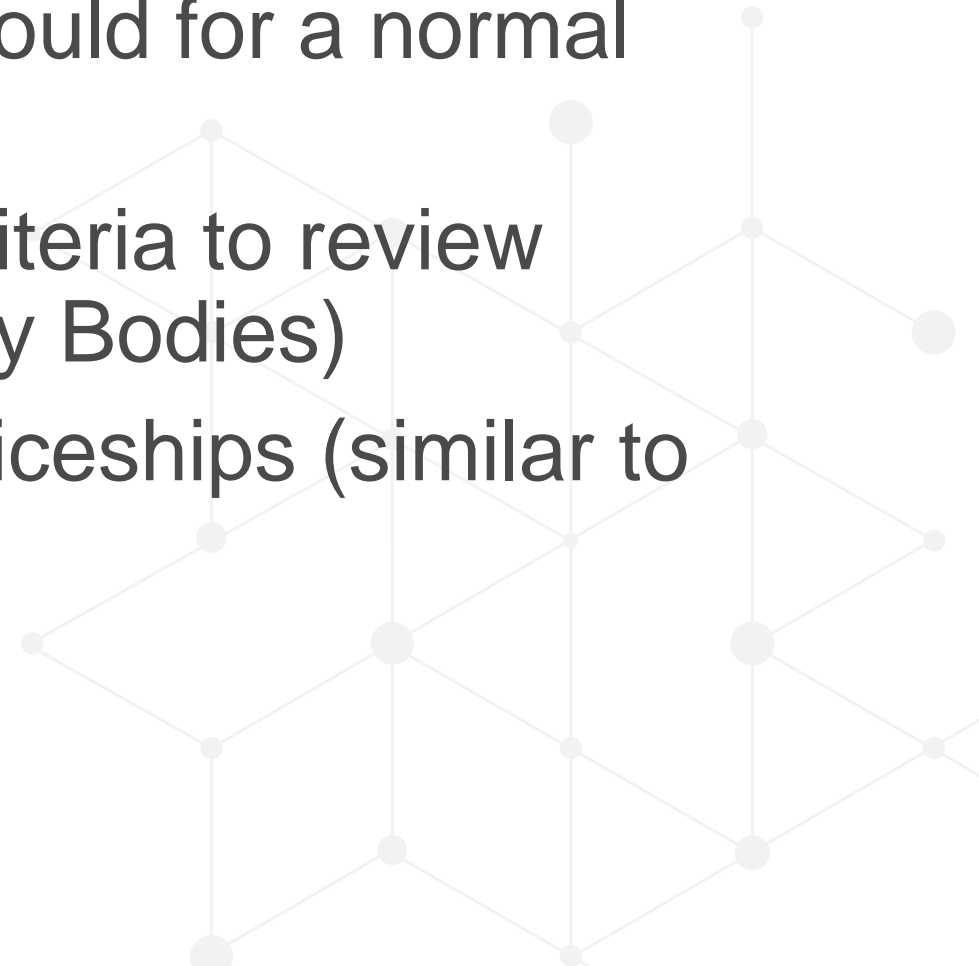 ould for a normal
iteria to review
y Bodies)
iceships (similar to